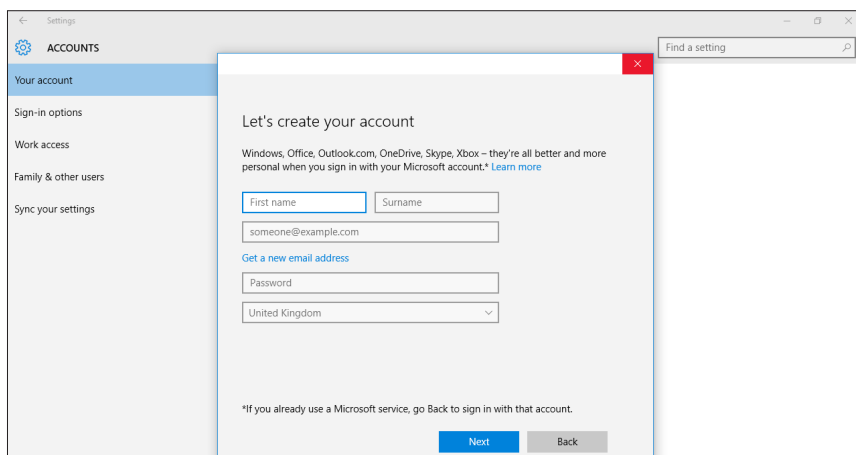 Settings
ACCOUNTS
Find a setting
Your account
Sign-in options
Work access
Family & other users
Sync your settings
Let's create your account
Windows, Office, Outlook.com, OneDrive, Skype, Xbox – they're all better and more
personal when you sign in with your Microsoft account.* Learn more
First name
Surname
someone@example.com
Get a new email address
Password
United Kingdom
*If you already use a Microsoft service, go Back to sign in with that account.
Next
Back